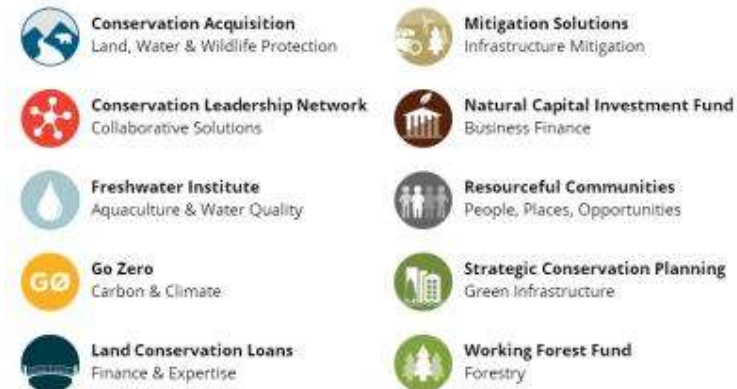 Conservation Acquisition
Land, Water & Wildlife Protection
Conservation Leadership Network
Collaborative Solutions
Freshwater Institute
Aquaculture & Water Quality
GØ
Go Zero
Carbon & Climate
Land Conservation Loans
Finance & Expertise
Mitigation Solutions
Infrastructure Mitigation
Natural Capital Investment Fund
Business Finance
Resourceful Communities
People, Places, Opportunities
Strategic Conservation Planning
Green Infrastructure
Working Forest Fund
Forestry